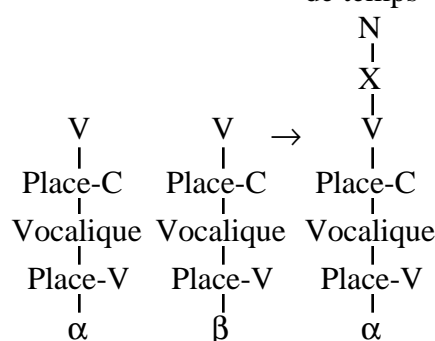 de temps
N
X
V V → V
Place-C Place-C Place-C
Vocalique Vocalique Vocalique
Place-V Place-V Place-V
α β α